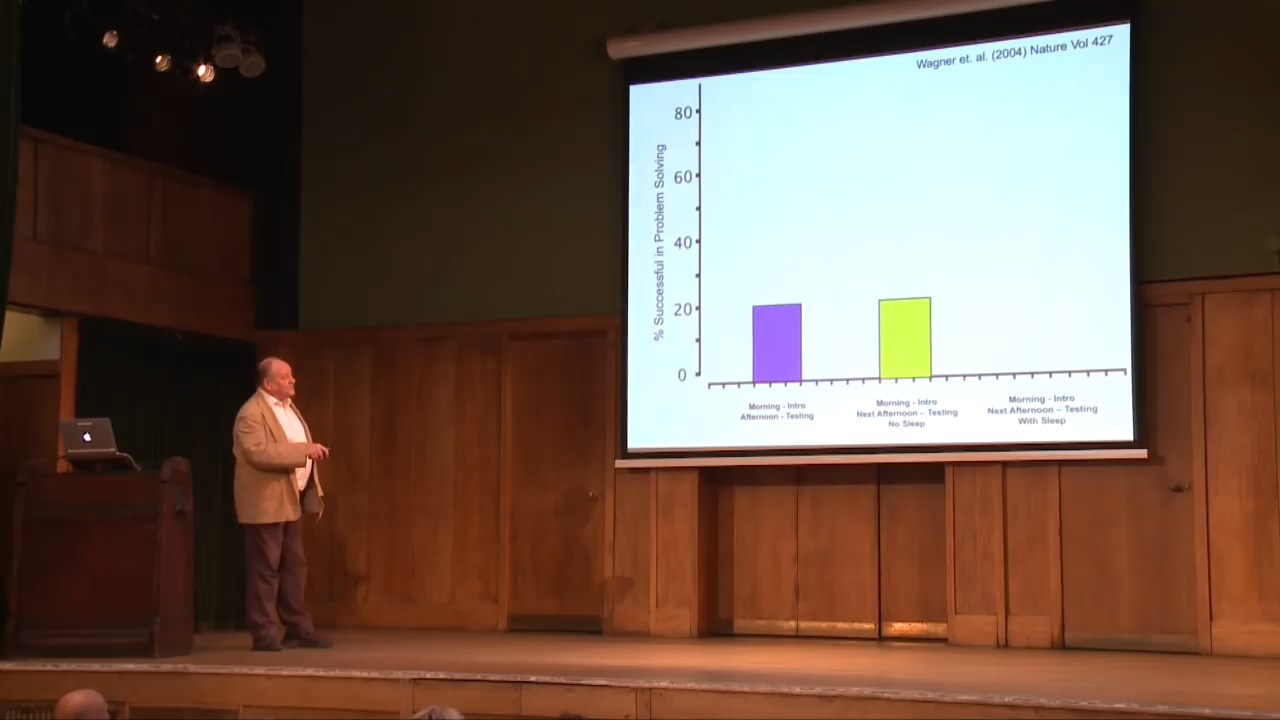 Wagner et. al. (2004) Nature Vol 427
% Successful in Problem Solving
80
60
40
20
0
Morning - Intro
Afternoon - Testing
Morning - Intro
Next Afternoon – Testing
No Sleep
Morning - Intro
Next Afternoon – Testing
With Sleep